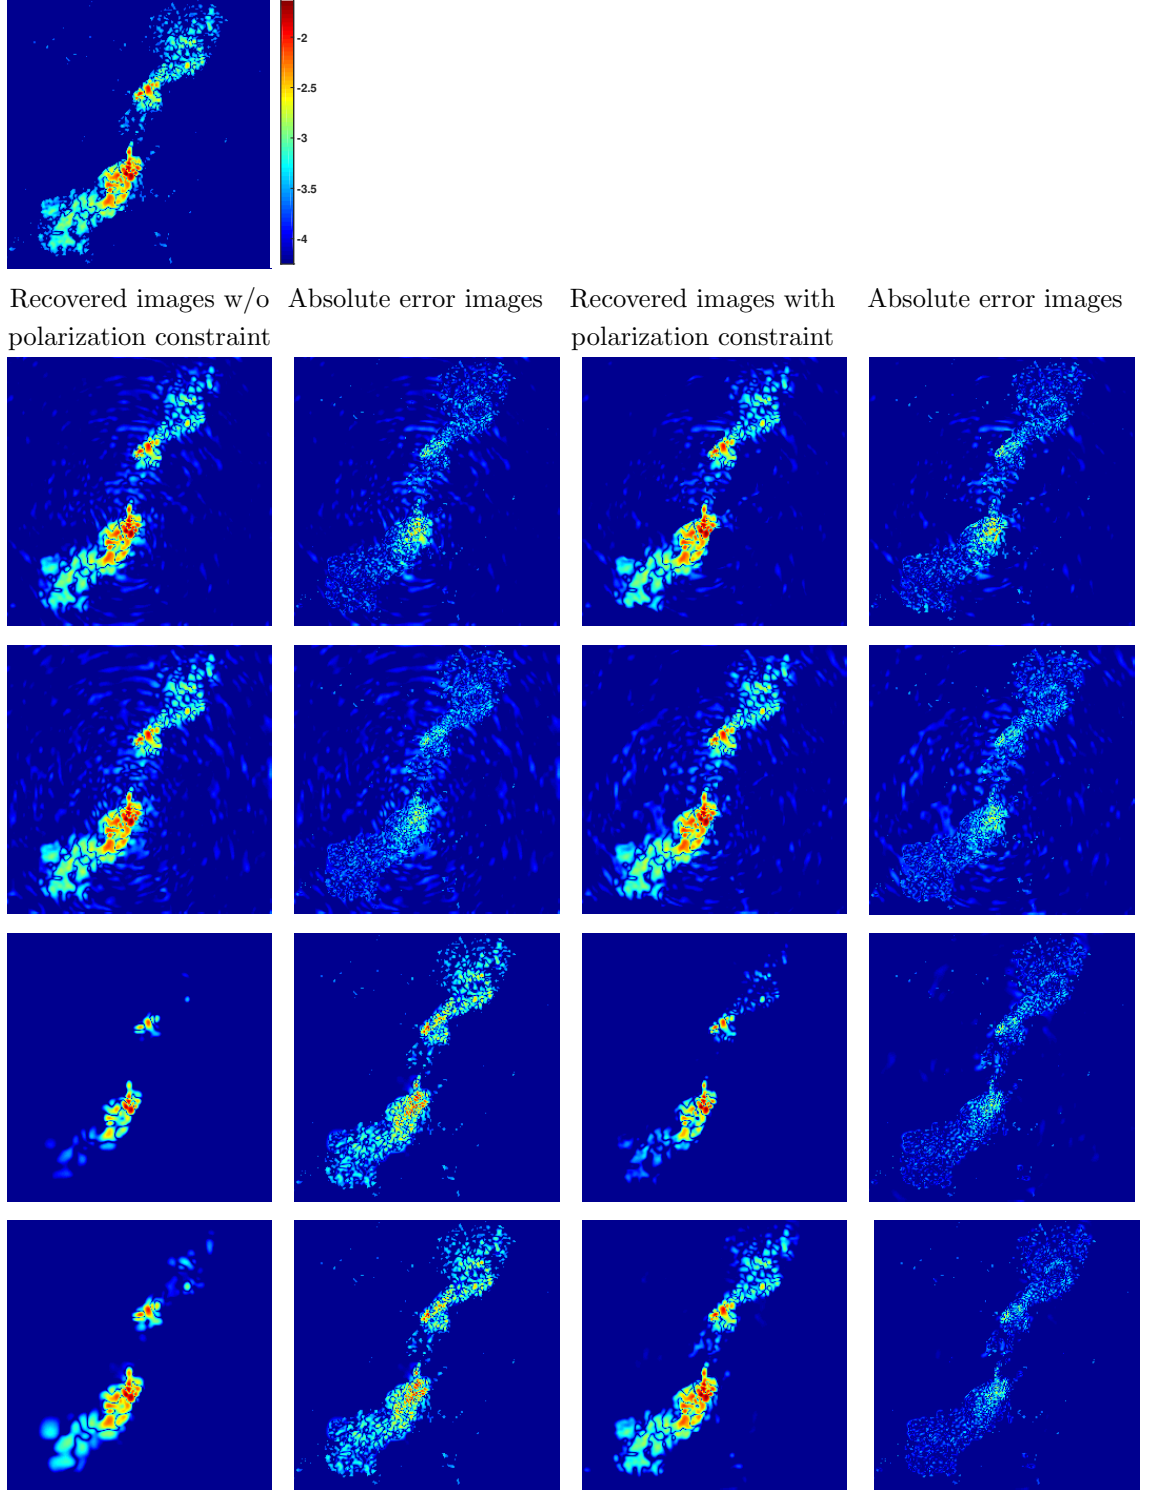 -2
-2.5
-3
-3.5
-4
Recovered images w/o Absolute error images Recovered images with Absolute error images
polarization constraint polarization constraint